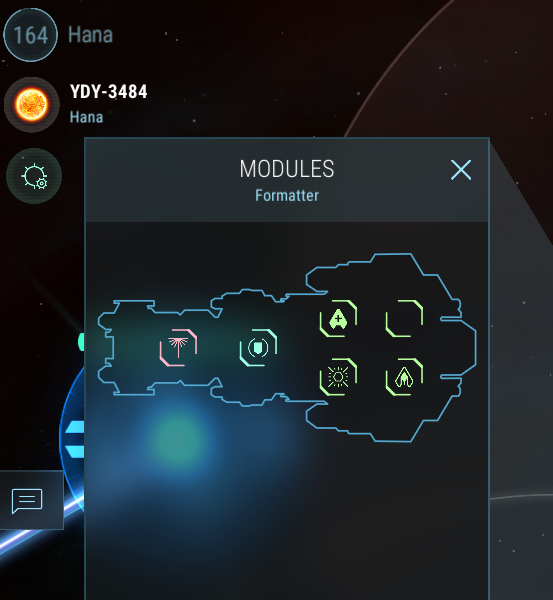 164 Hana
YDY-3484
Hana
MODULES
Formatter